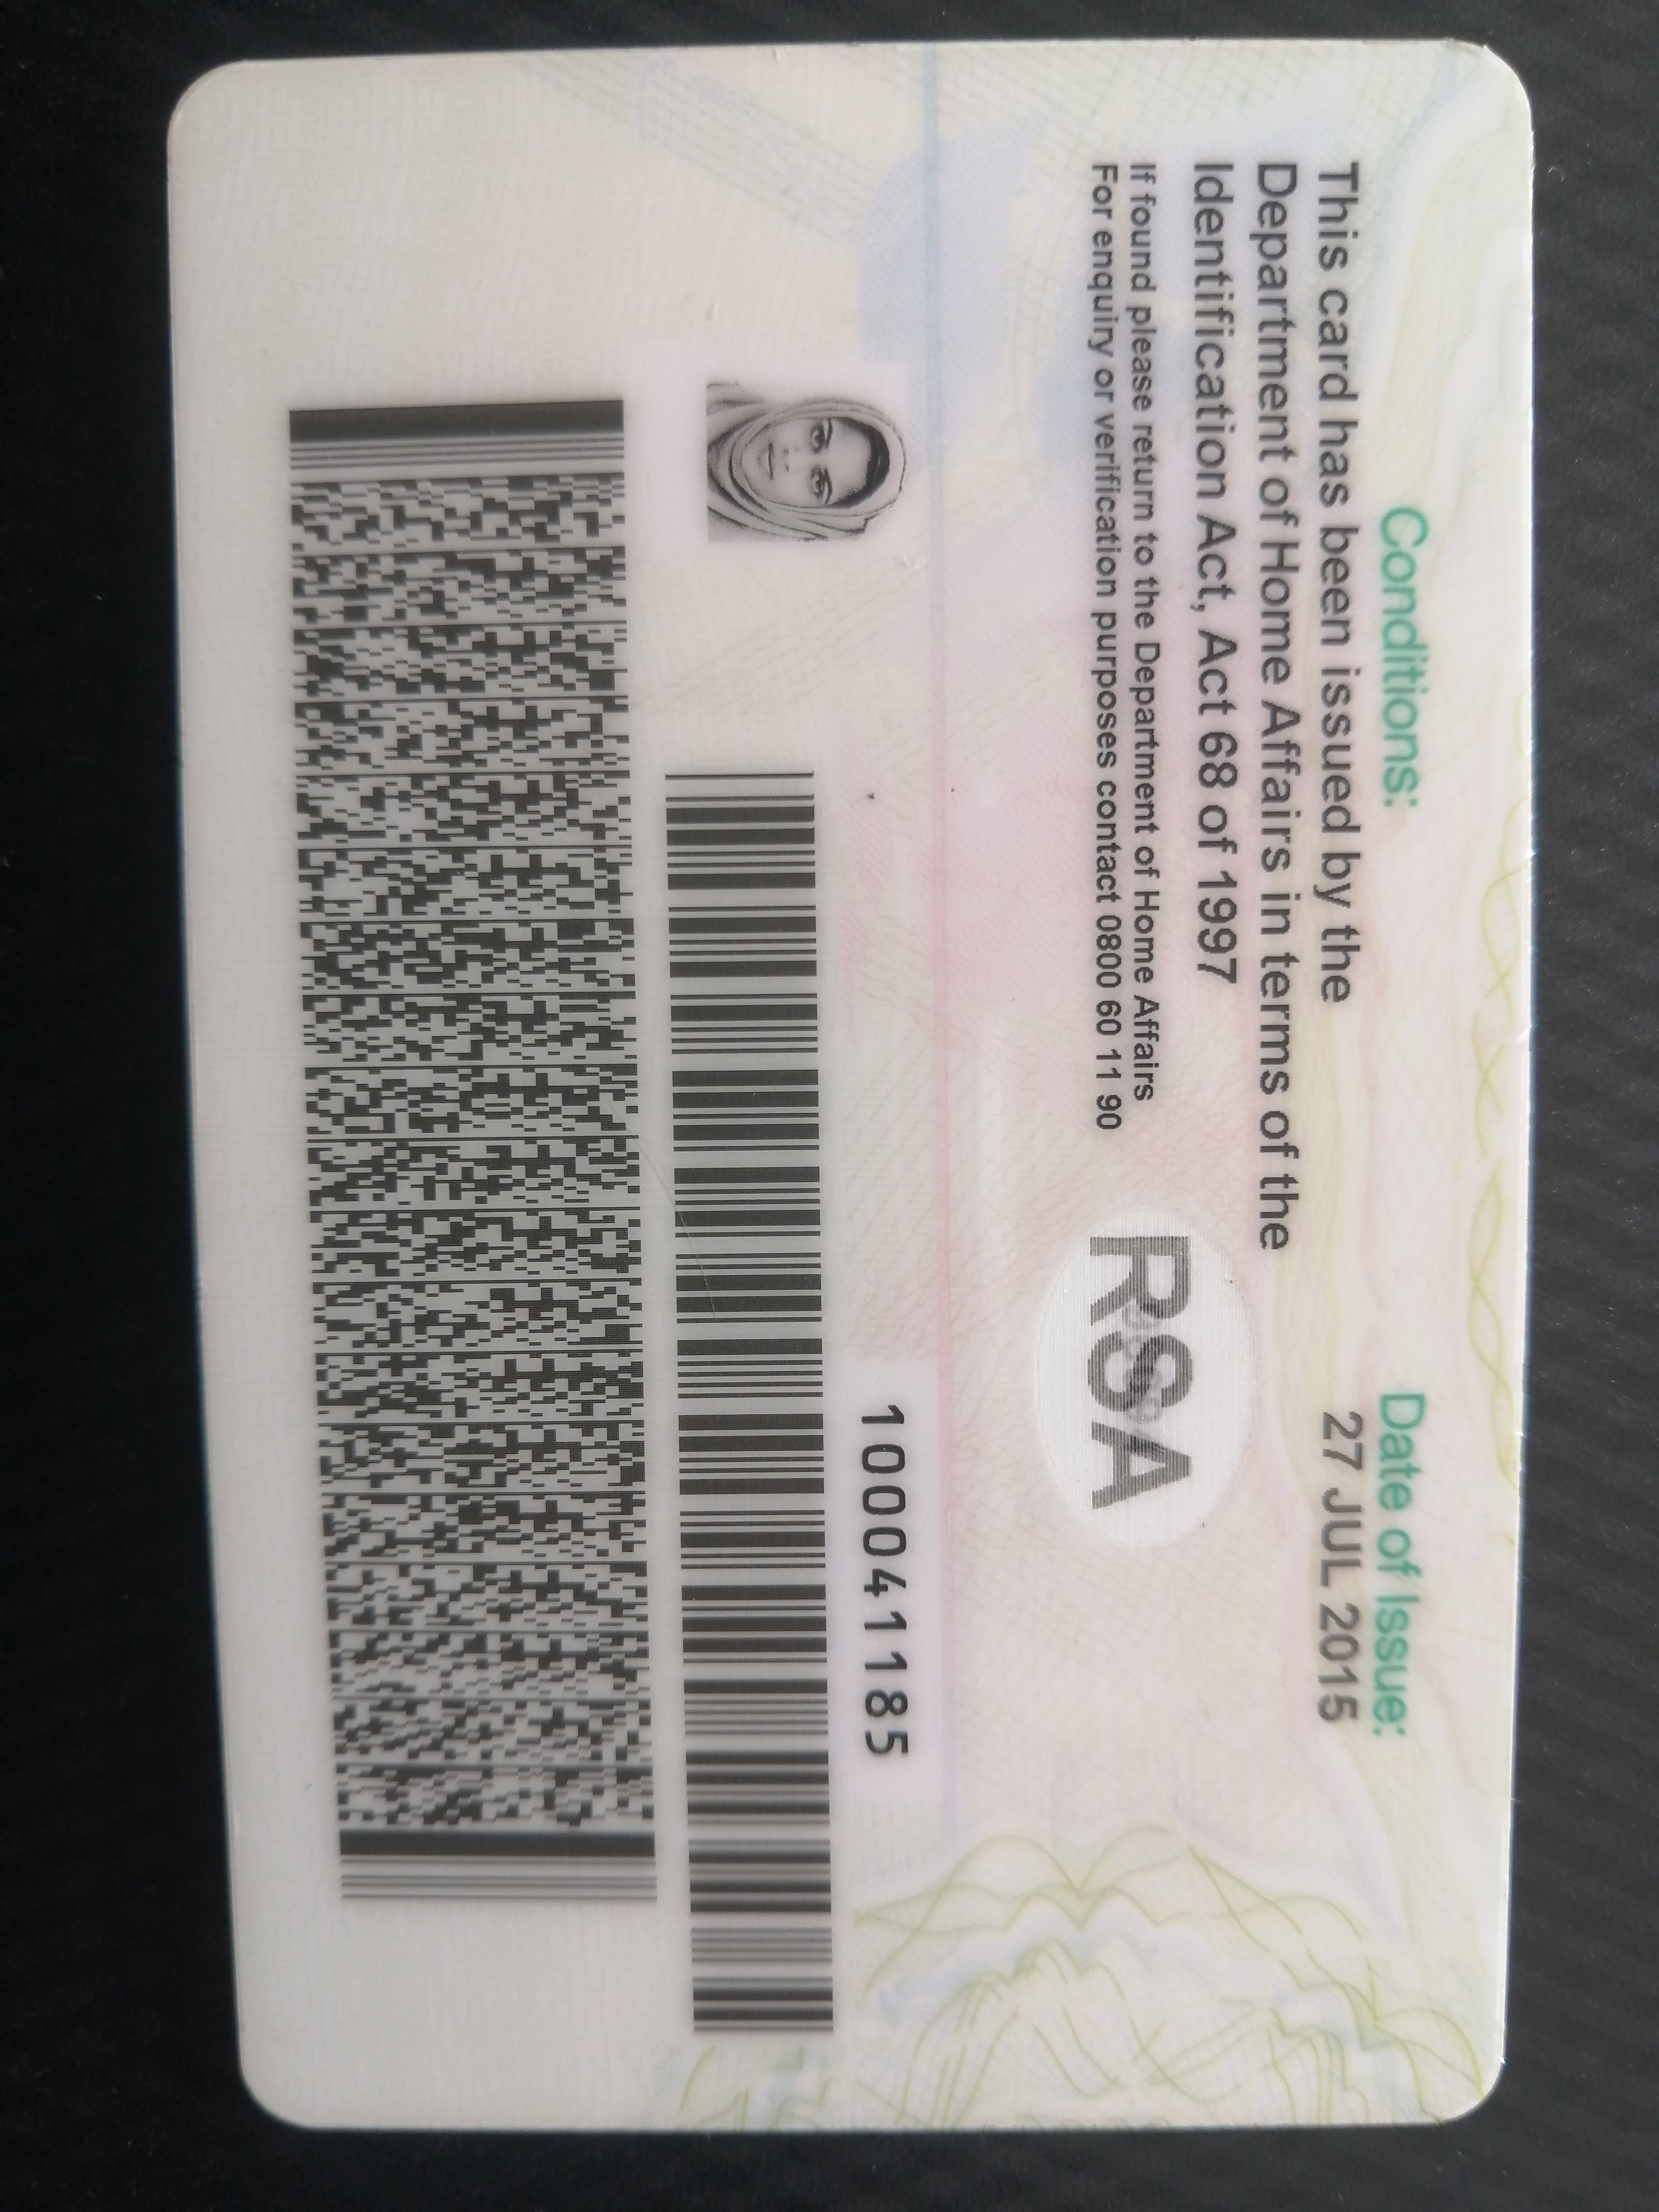 Conditions:
This card has been issued by the
Department of Home Affairs in terms of the
Identification Act, Act 68 of 1997
If found please return to the Department of Home Affairs
For enquiry or verification purposes contact 0800 60 11 90
Date of Issue:
27 JUL 2015
RSA
100041185